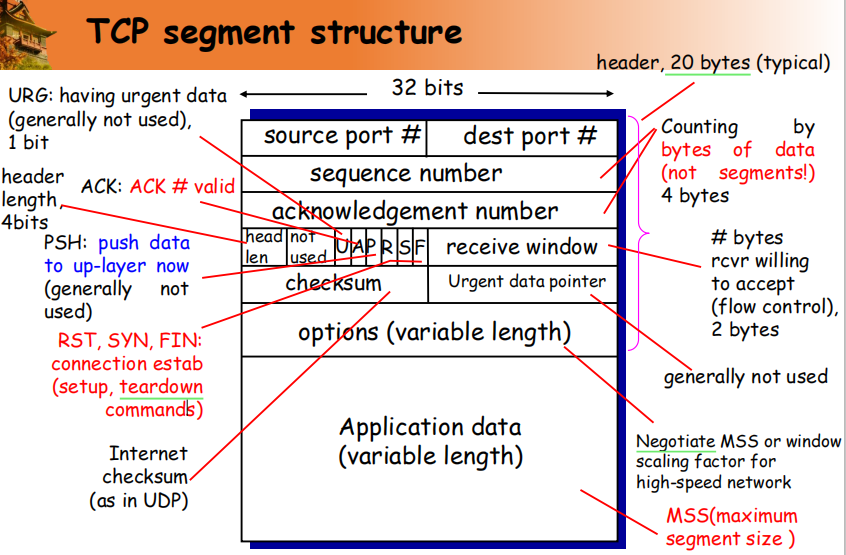 TCP segment structure
header, 20 bytes (typical)
32 bits
URG: having urgent data
(generally not used),
1 bit
header
length,
4bits
ACK: ACK # valid
PSH: push data
to up-layer now
(generally not
used)
RST, SYN, FIN:
connection estab
(setup, teardown
commands)
Internet
checksum
(as in UDP)
source port #
dest port #
sequence number
acknowledgement number
head
len
not
used
U
A
P
R
S
F
receive window
checksum
Urgent data pointer
options (variable length)
Application data
(variable length)
Counting by
bytes of data
(not segments!)
4 bytes
# bytes
rcvr willing
to accept
(flow control),
2 bytes
generally not used
Negotiate MSS or window
scaling factor for
high-speed network
MSS(maximum
segment size )